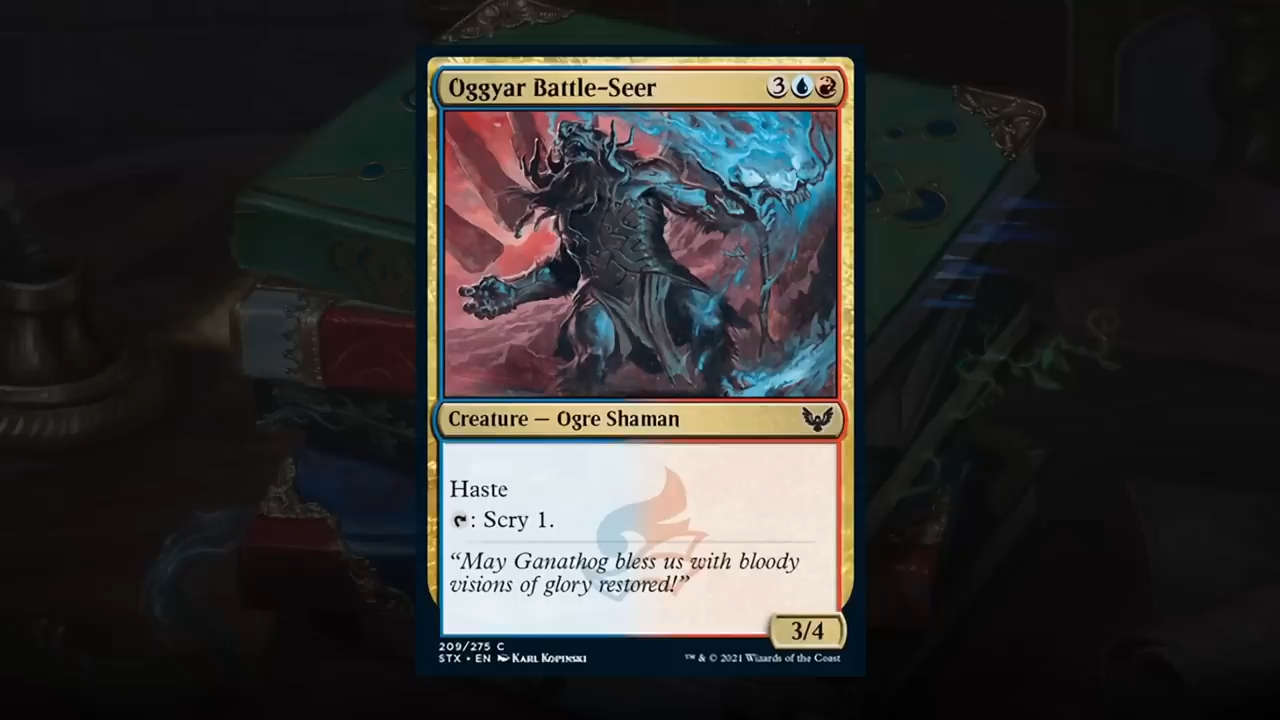 Oggyar Battle-Seer 3
Creature — Ogre Shaman
Haste
: Scry 1.
“May Ganathog bless us with bloody
visions of glory restored!”
3/4
209/275 C
STX • EN Karl Kopinski
™ & © 2021 Wizards of the Coast